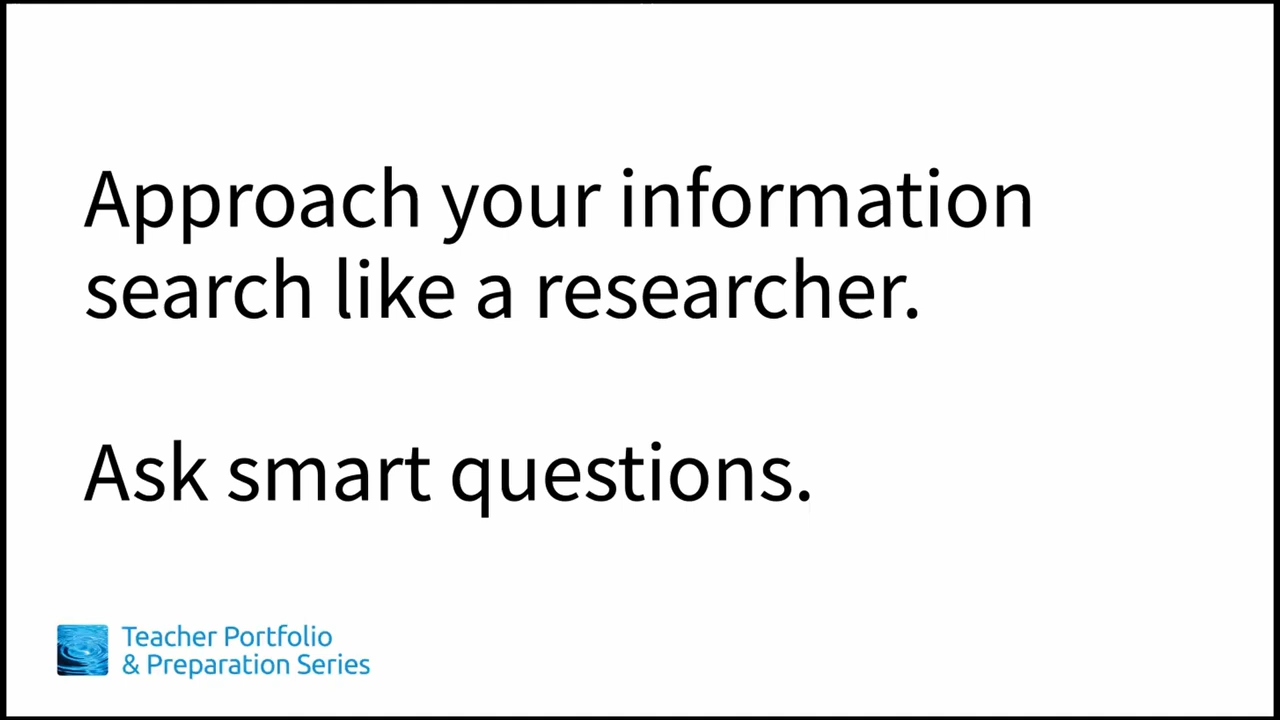 Approach your information
search like a researcher.
Ask smart questions.
Teacher Portfolio
& Preparation Series